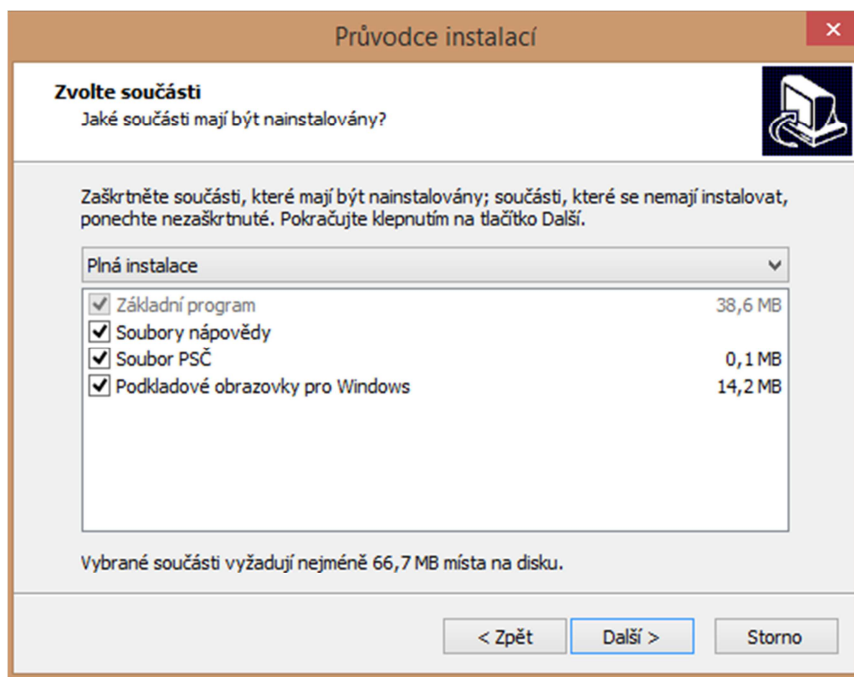 Průvodce instalací
Zvolte součásti
Jaké součásti mají být nainstalovány?
Zaškrtněte součásti, které mají být nainstalovány; součásti, které se nemají instalovat,
ponechte nezaškrtnuté. Pokračujte klepnutím na tlačítko Další.
Plná instalace
Základní program 38,6 MB
Soubory nápovědy
Soubor PSČ 0,1 MB
Podkladové obrazovky pro Windows 14,2 MB
Vybrané součásti vyžadují nejméně 66,7 MB místa na disku.
< Zpět Další > Storno